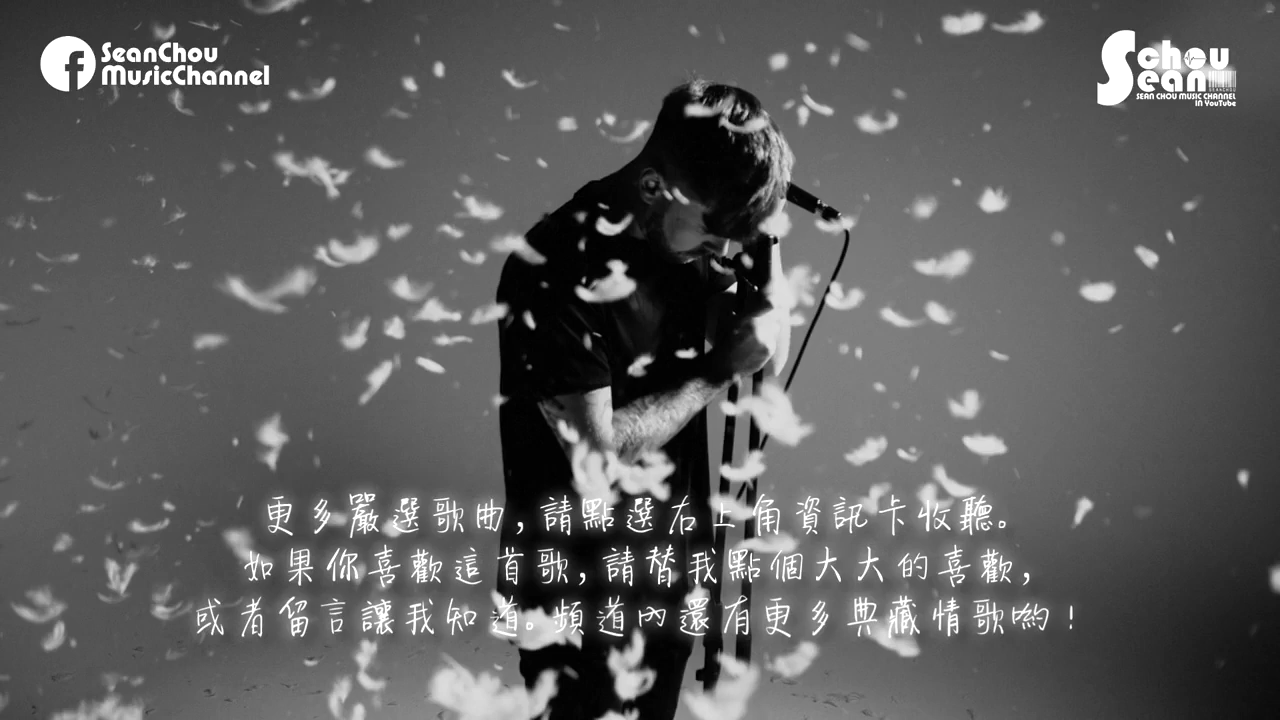 SeanChou
MusicChannel
Schou
Sean
SEANCHOU
SEAN CHOU MUSIC CHANNEL
IN YouTube
更多嚴選歌曲,請點選右上角資訊卡收聽。
如果你喜歡這首歌,請替我點個大大的喜歡,
或者留言讓我知道。頻道內還有更多典藏情歌喲!